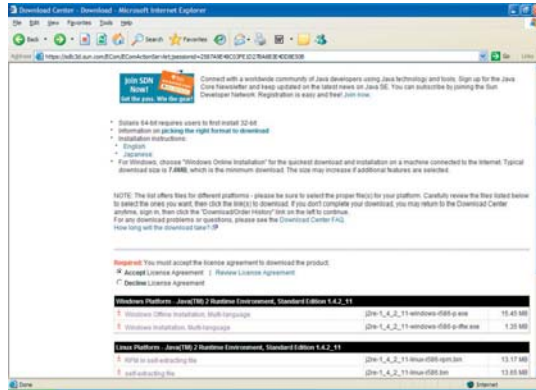 Download Center - Download - Microsoft Internet Explorer
File Edit View Favorites Tools Help
Back Search Favorites
Address Go Links
Join SDN
Now!
Get the pass. Win the gear!
Connect with a worldwide community of Java developers using Java technology and tools. Sign up for the Java
Core Newsletter and keep updated on the latest news on Java SE. You can subscribe by joining the Sun
Developer Network. Registration is easy and free! Join now.
Solaris 64-bit requires users to first install 32-bit
Information on picking the right format to download
Installation instructions:
English
Japanese
For Windows, choose "Windows Online Installation" for the quickest download and installation on a machine connected to the Internet. Typical
download size is 7.0MB, which is the minimum download. The size may increase if additional features are selected.
NOTE: The list offers files for different platforms - please be sure to select the proper file(s) for your platform. Carefully review the files listed below
to select the ones you want, then click the link(s) to download. If you don't complete your download, you may return to the Download Center
anytime, sign in, then click the "Download/Order History" link on the left to continue.
For any download problems or questions, please see the Download Center FAQ.
How long will the download take?
Required: You must accept the license agreement to download the product.
Accept License Agreement | Review License Agreement
Decline License Agreement
Windows Platform - Java(TM) 2 Runtime Environment, Standard Edition 1.4.2_11
Windows Offline Installation, Multi-language j2re-1_4_2_11-windows-i586-p.exe 15.45 MB
Windows Installation, Multi-language j2re-1_4_2_11-windows-i586-p-iftw.exe 1.35 MB
Linux Platform - Java(TM) 2 Runtime Environment, Standard Edition 1.4.2_11
RPM in self-extracting file j2re-1_4_2_11-linux-i586-rpm.bin 13.17 MB
self-extracting file j2re-1_4_2_11-linux-i586.bin 13.65 MB
Done Internet